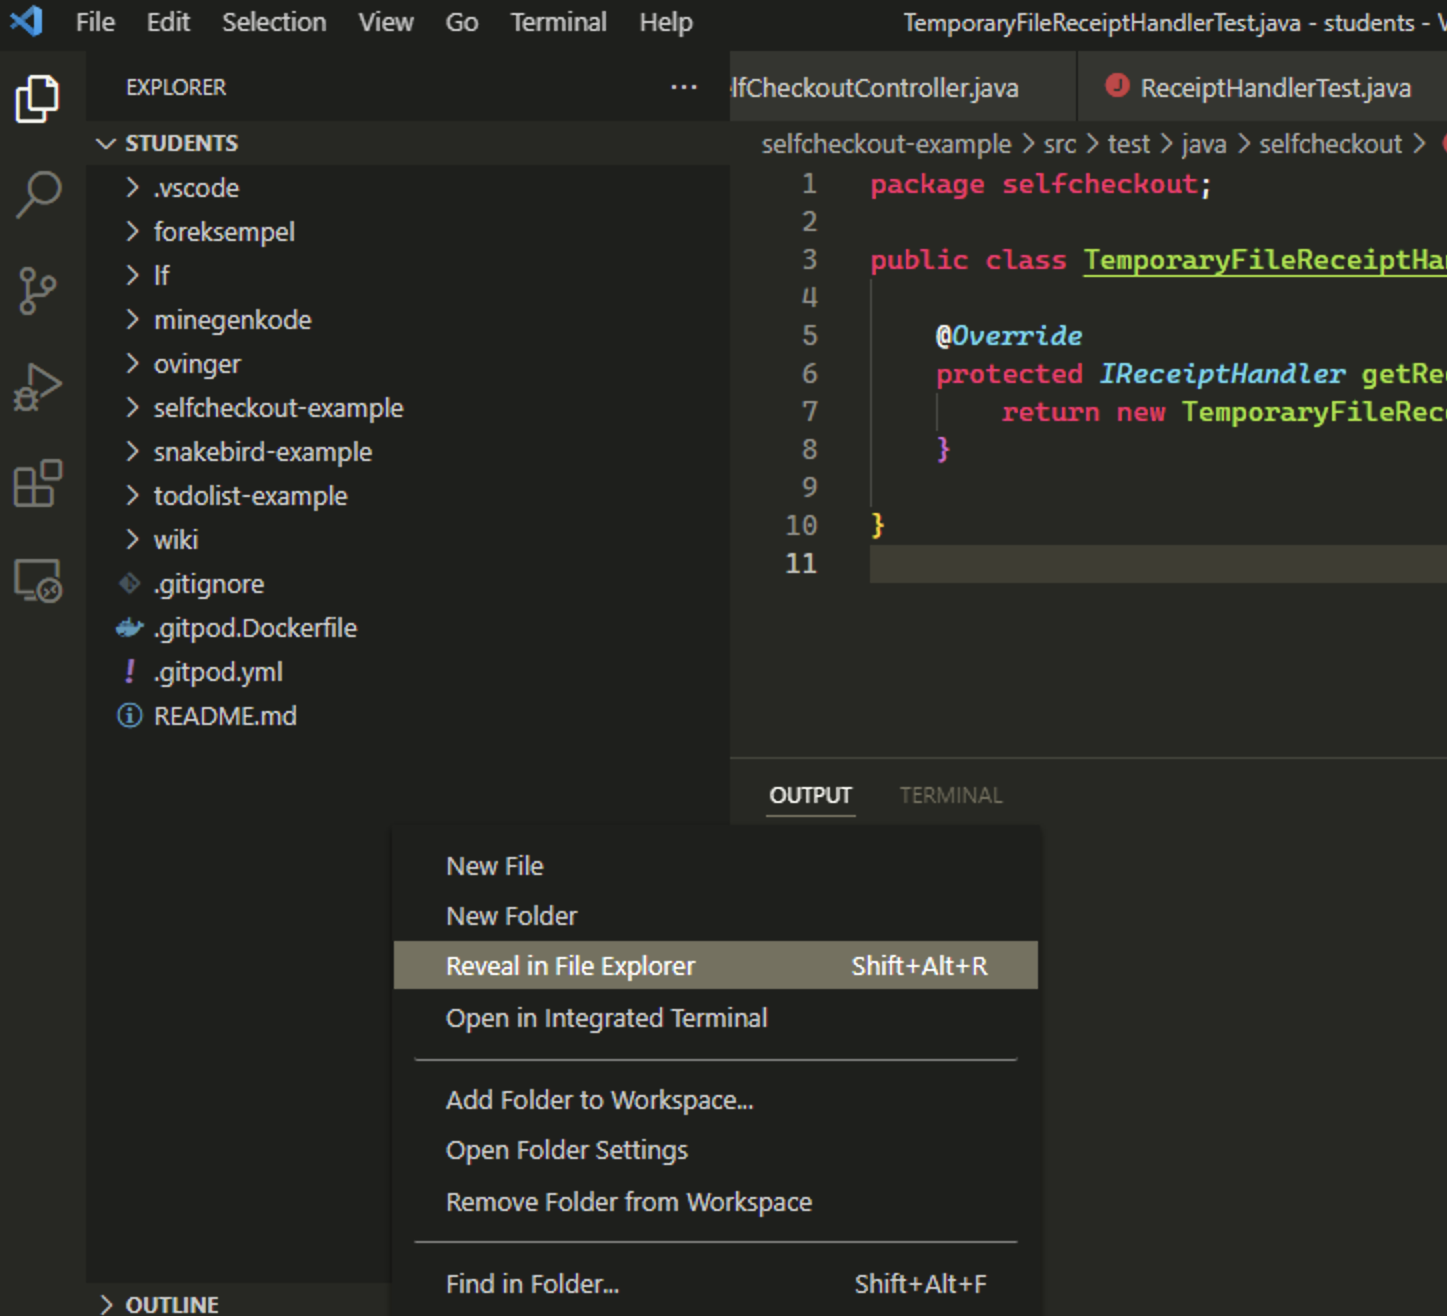 File Edit Selection View Go Terminal Help TemporaryFileReceiptHandlerTest.java - students -
EXPLORER ···
STUDENTS
.vscode
foreksempel
lf
minegenkode
ovinger
selfcheckout-example
snakebird-example
todolist-example
wiki
.gitignore
.gitpod.Dockerfile
! .gitpod.yml
README.md
OUTLINE
lfCheckoutController.java J ReceiptHandlerTest.java
selfcheckout-example > src > test > java > selfcheckout >
1 package selfcheckout;
2
3 public class TemporaryFileReceiptHa
4
5 @Override
6 protected IReceiptHandler getRe
7 return new TemporaryFileRec
8 }
9
10 }
11
OUTPUT TERMINAL
New File
New Folder
Reveal in File Explorer Shift+Alt+R
Open in Integrated Terminal
Add Folder to Workspace...
Open Folder Settings
Remove Folder from Workspace
Find in Folder... Shift+Alt+F